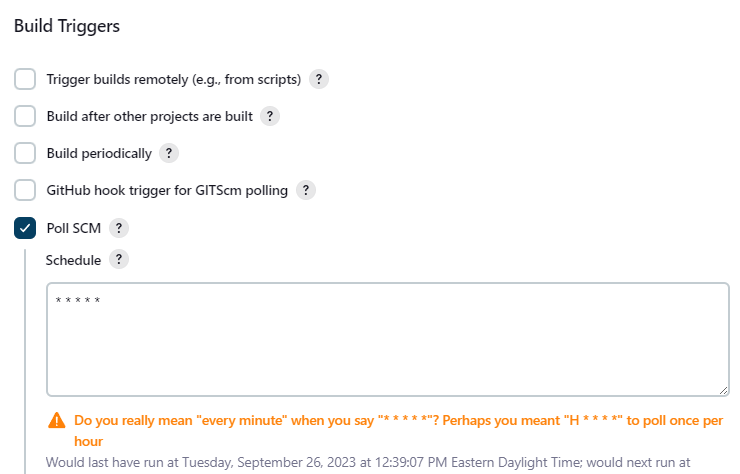 Build Triggers
Trigger builds remotely (e.g., from scripts) ?
Build after other projects are built ?
Build periodically ?
GitHub hook trigger for GITScm polling ?
Poll SCM ?
Schedule ?
* * * * *
Do you really mean "every minute" when you say "* * * * *"? Perhaps you meant "H * * * *" to poll once per
hour
Would last have run at Tuesday, September 26, 2023 at 12:39:07 PM Eastern Daylight Time; would next run at